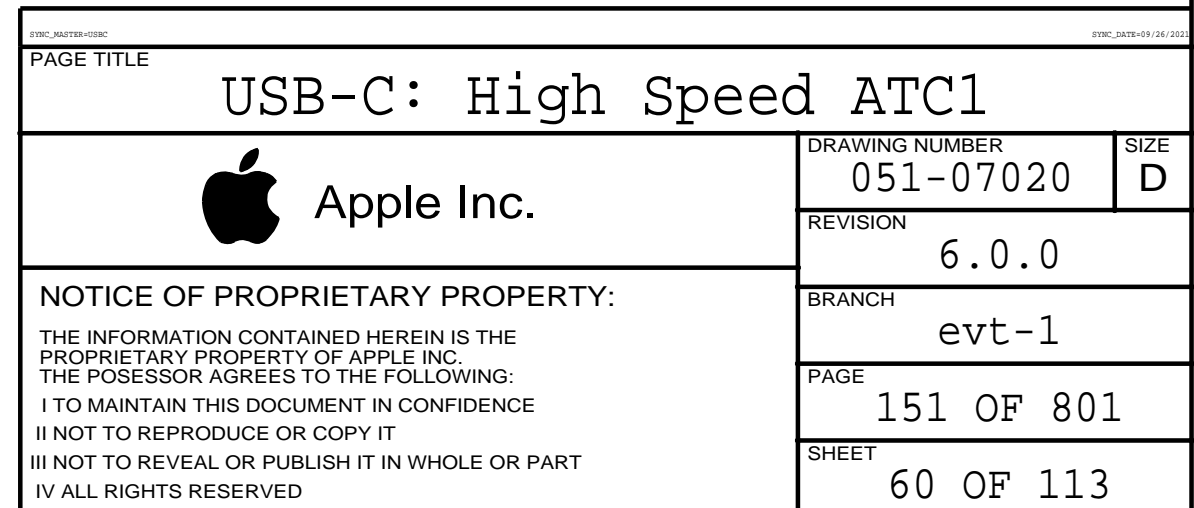 SYNC_MASTER=USBC
SYNC_DATE=09/26/2021
PAGE TITLE
USB-C: High Speed ATC1
Apple Inc.
DRAWING NUMBER
051-07020
SIZE
D
REVISION
6.0.0
NOTICE OF PROPRIETARY PROPERTY:
THE INFORMATION CONTAINED HEREIN IS THE
PROPRIETARY PROPERTY OF APPLE INC.
THE POSESSOR AGREES TO THE FOLLOWING:
I TO MAINTAIN THIS DOCUMENT IN CONFIDENCE
II NOT TO REPRODUCE OR COPY IT
III NOT TO REVEAL OR PUBLISH IT IN WHOLE OR PART
IV ALL RIGHTS RESERVED
BRANCH
evt-1
PAGE
151 OF 801
SHEET
60 OF 113